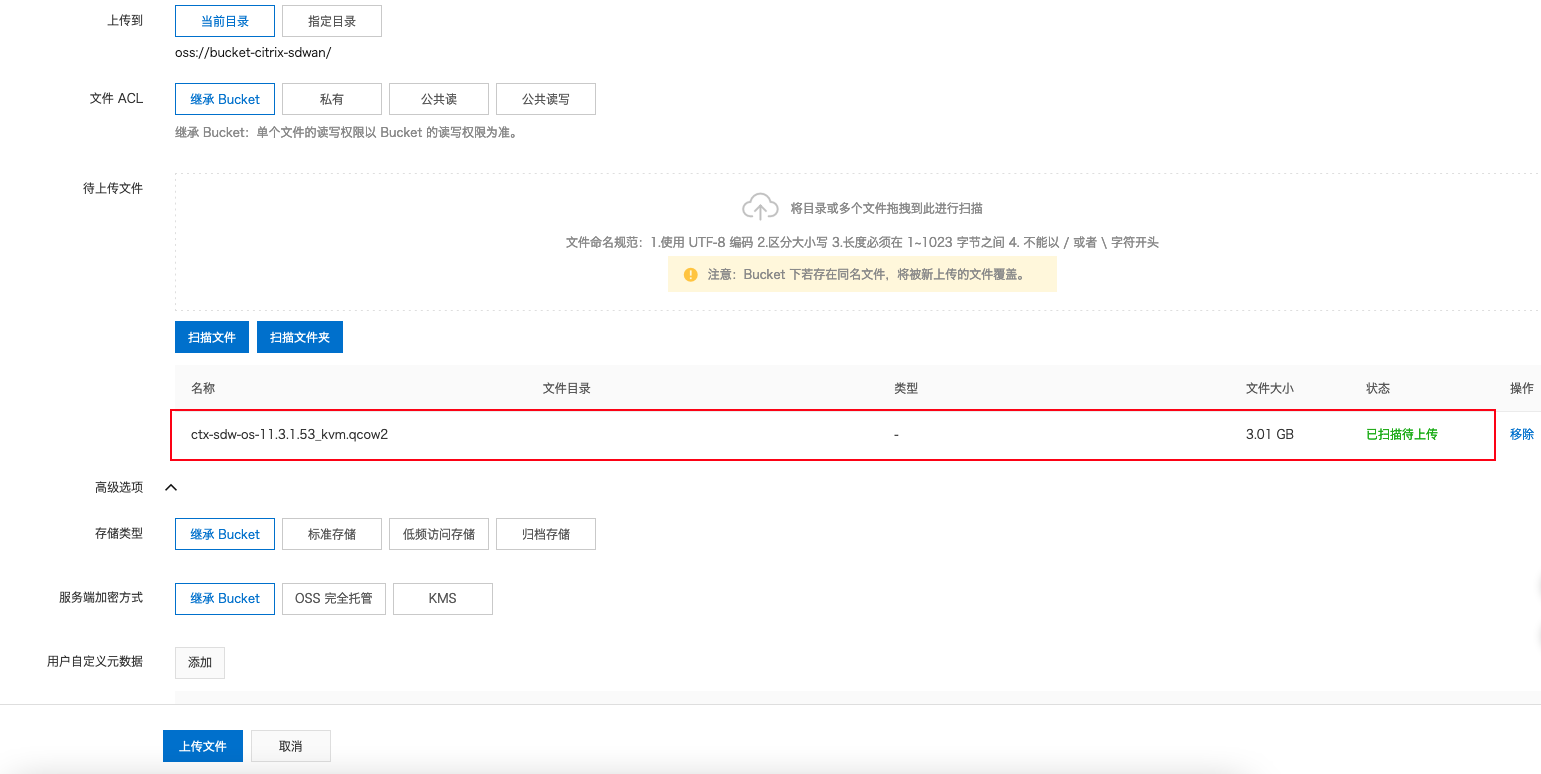 上传到 当前目录 指定目录
oss://bucket-citrix-sdwan/
文件 ACL 继承 Bucket 私有 公共读 公共读写
继承 Bucket：单个文件的读写权限以 Bucket 的读写权限为准。
待上传文件 将目录或多个文件拖拽到此进行扫描
文件命名规范：1.使用 UTF-8 编码 2.区分大小写 3.长度必须在 1~1023 字节之间 4. 不能以 / 或者 \ 字符开头
注意：Bucket 下若存在同名文件，将被新上传的文件覆盖。
扫描文件 扫描文件夹
名称 文件目录 类型 文件大小 状态 操作
ctx-sdw-os-11.3.1.53_kvm.qcow2 - 3.01 GB 已扫描待上传 移除
高级选项
存储类型 继承 Bucket 标准存储 低频访问存储 归档存储
服务端加密方式 继承 Bucket OSS 完全托管 KMS
用户自定义元数据 添加
上传文件 取消